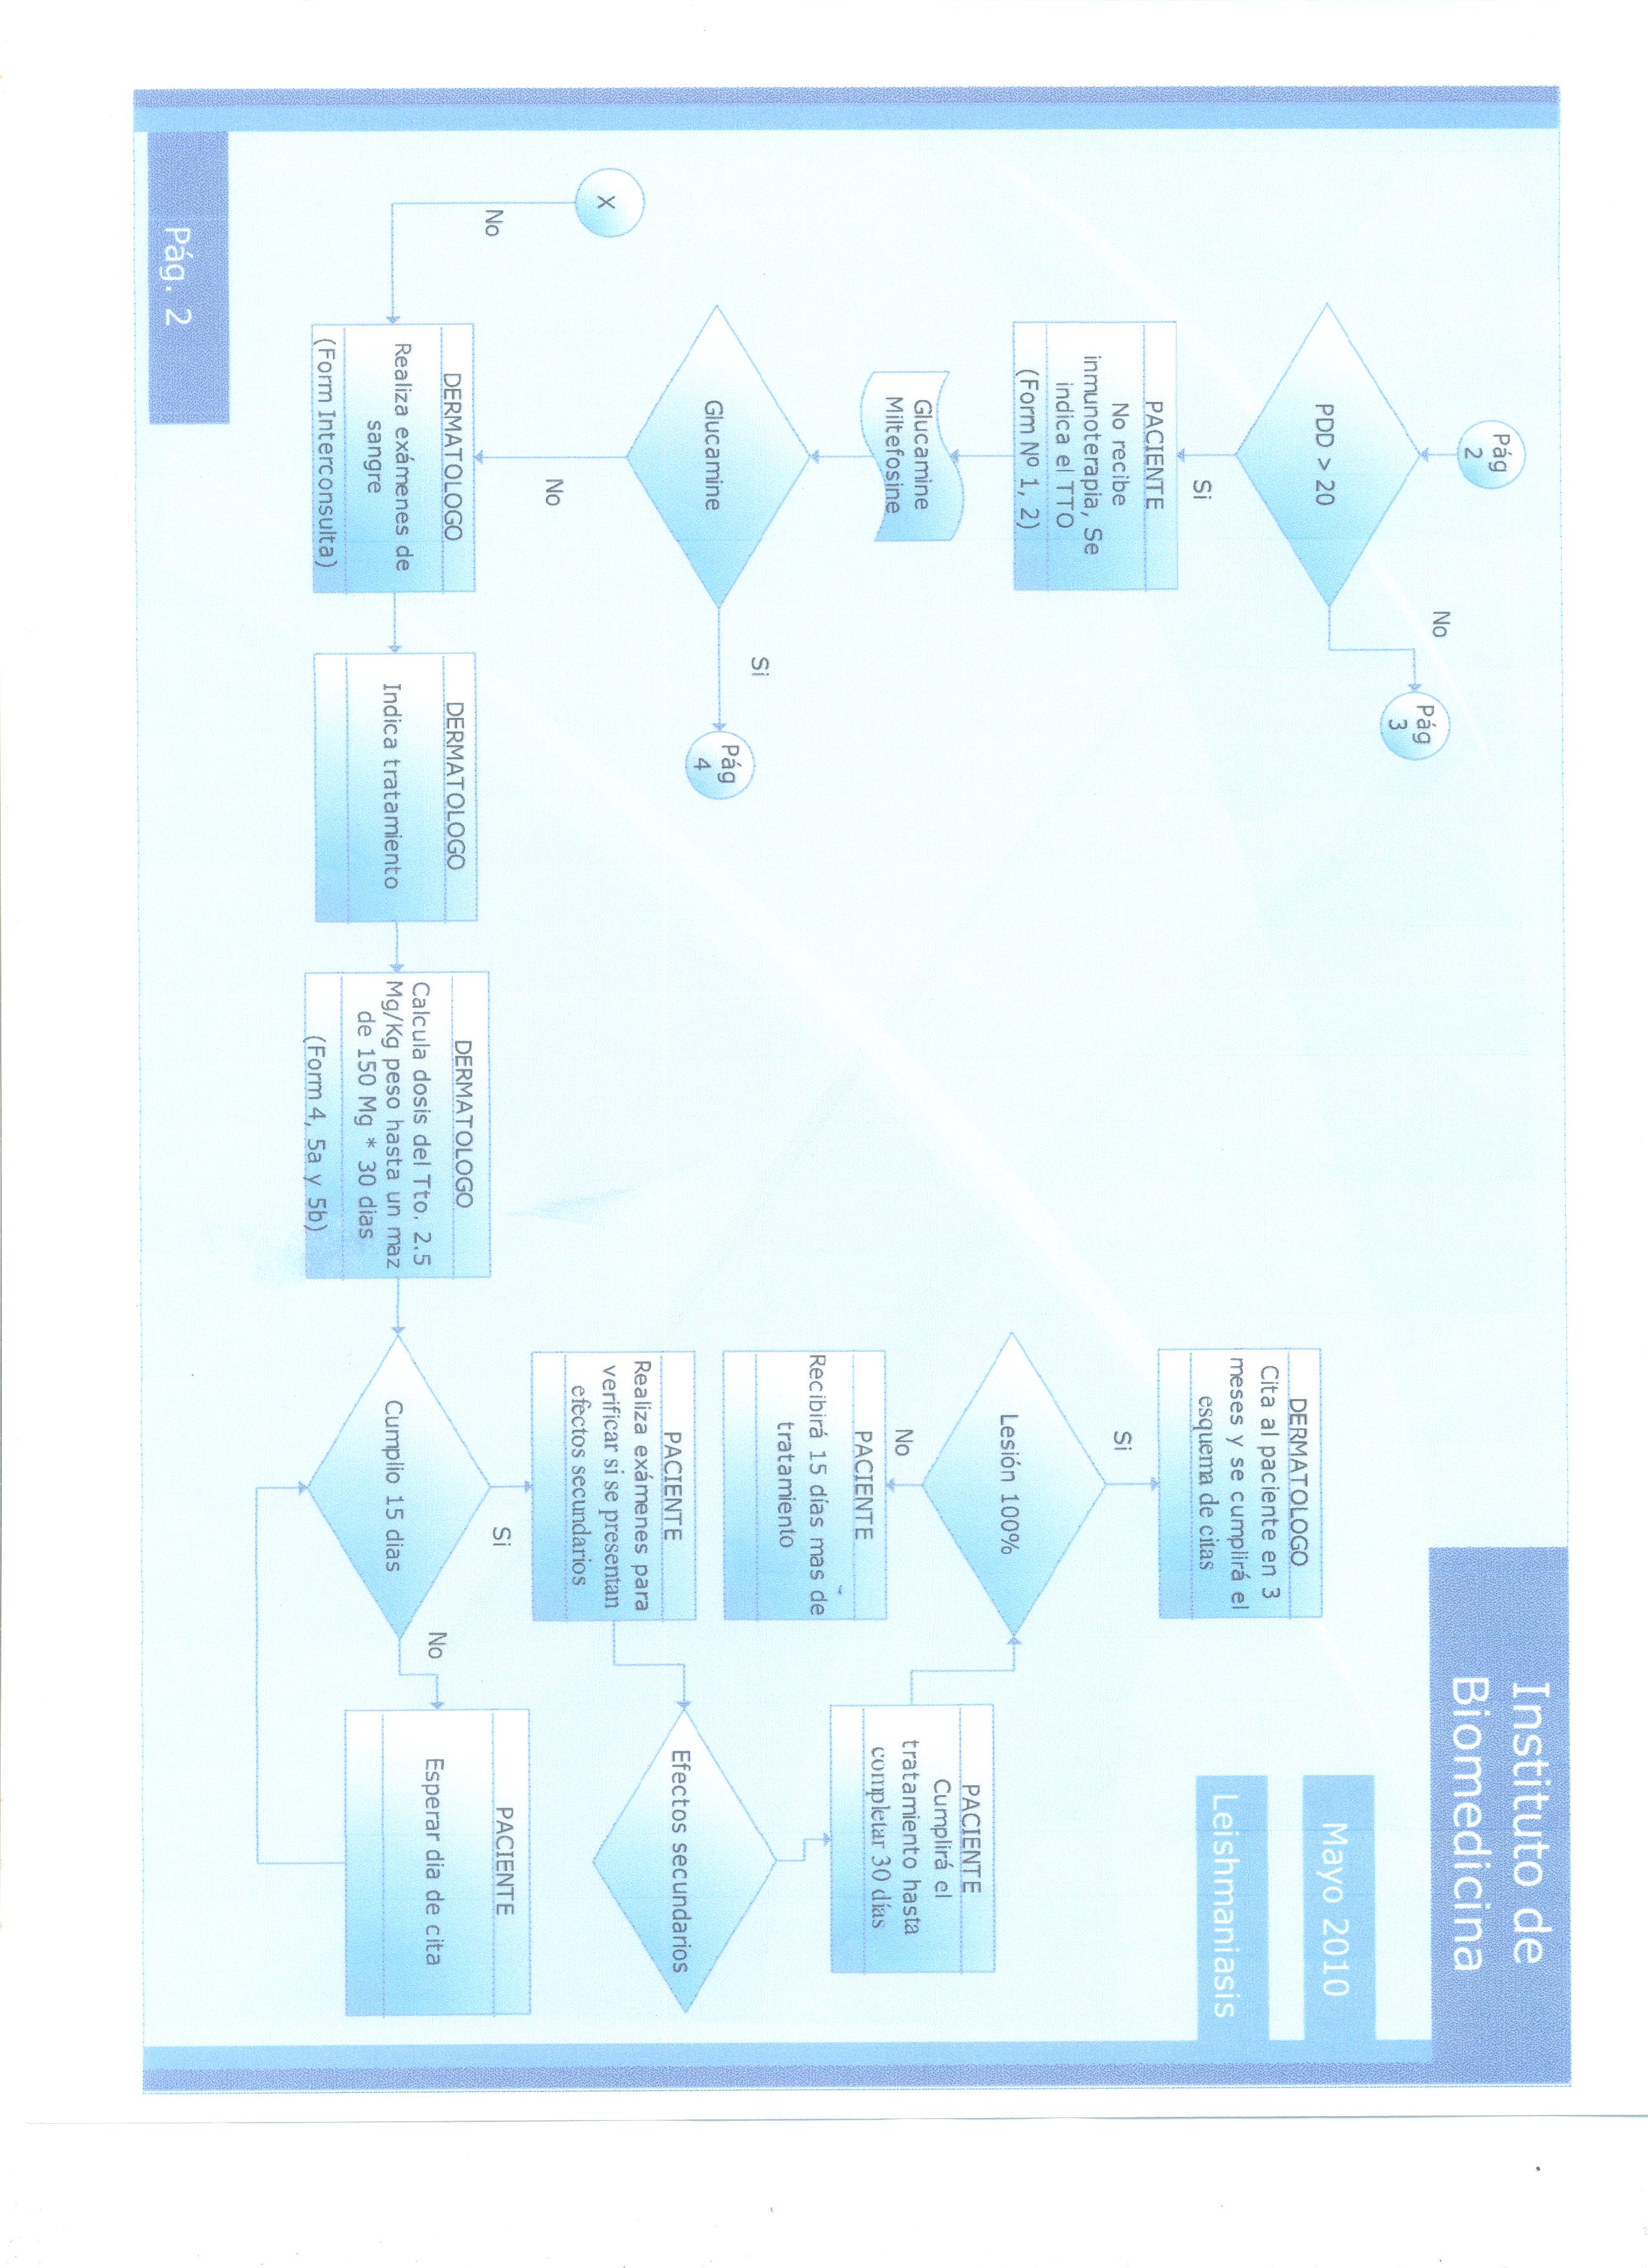 Instituto de
Biomedicina
Mayo 2010
Leishmaniasis
Pág
2
PDD > 20
No
Pág
3
Si
PACIENTE
No recibe
inmunoterapia, Se
indica el TTO
(Form Nº 1, 2)
Glucamine
Miltefosine
Glucamine
Si
Pág
4
No
X
No
DERMATOLOGO
Realiza exámenes de
sangre
(Form Interconsulta)
DERMATOLOGO
Indica tratamiento
DERMATOLOGO
Calcula dosis del Tto. 2.5
Mg/Kg peso hasta un maz
de 150 Mg * 30 dias
(Form 4, 5a y 5b)
Cumplio 15 dias
No
PACIENTE
Esperar dia de cita
Si
PACIENTE
Realiza exámenes para
verificar si se presentan
efectos secundarios
Efectos secundarios
PACIENTE
Cumplirá el
tratamiento hasta
completar 30 días
Lesión 100%
No
PACIENTE
Recibirá 15 días mas de
tratamiento
Si
DERMATOLOGO
Cita al paciente en 3
meses y se cumplirá el
esquema de citas
Pág. 2